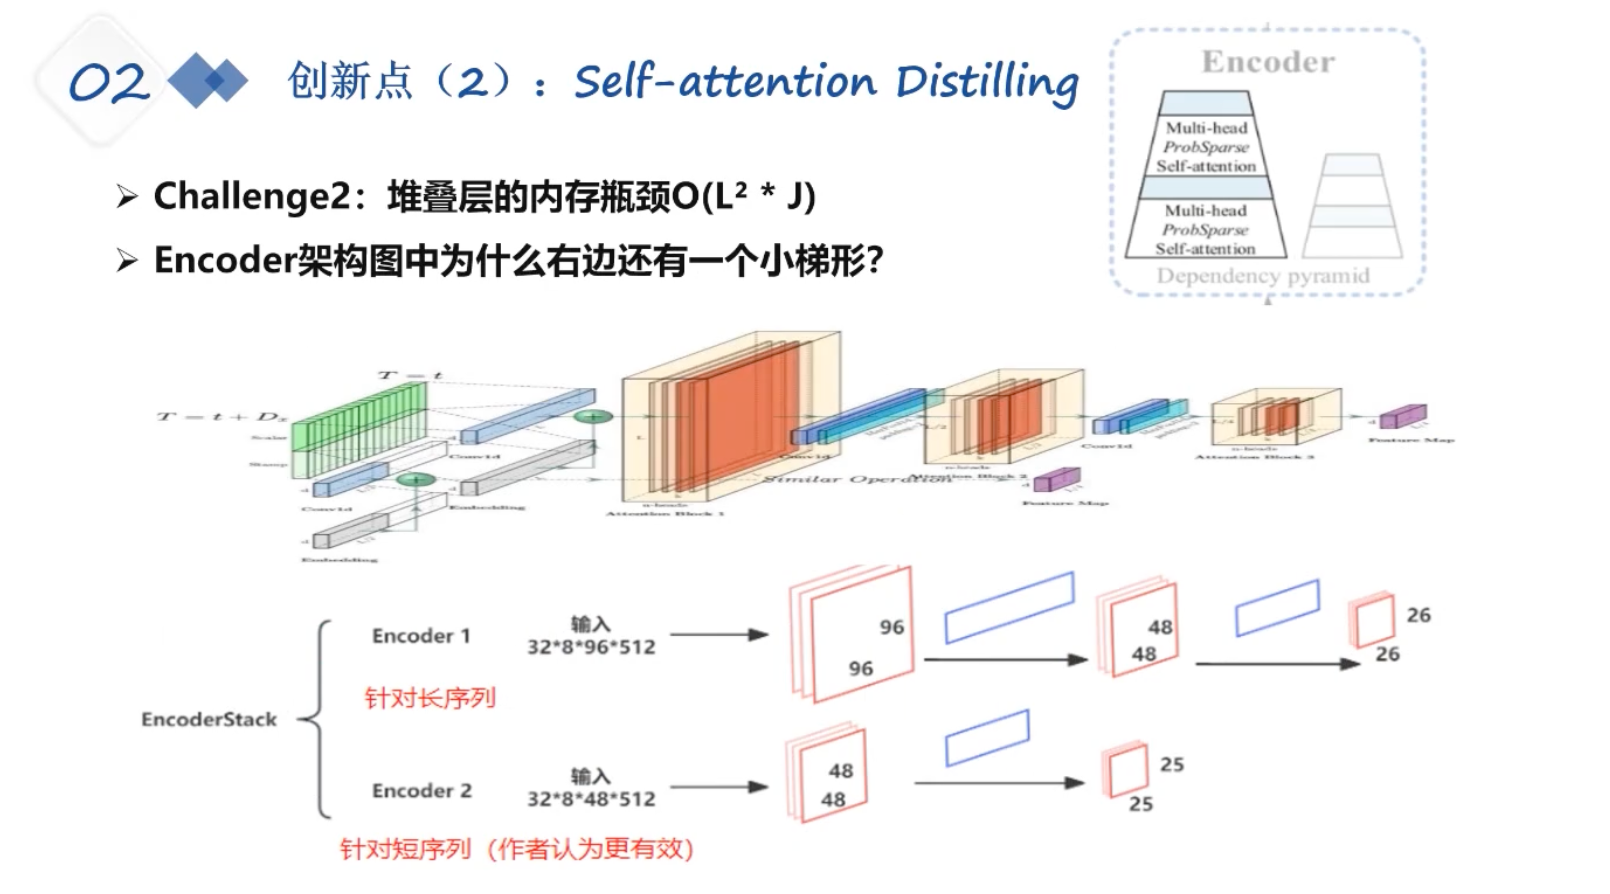 02
创新点（2）：Self-attention Distilling
Encoder
Multi-head
ProbSparse
Self-attention
Multi-head
ProbSparse
Self-attention
Dependency pyramid
➢ Challenge2：堆叠层的内存瓶颈O(L² * J)
➢ Encoder架构图中为什么右边还有一个小梯形？
T = t
T = t + Dₓ
Scalar
Stamp
d
Conv1d
L
Embedding
d
Conv1d
Embedding
L
k
n-heads
Attention Block 1
Conv1d
L/2
k
n-heads
Attention Block 2
Similar Operation
Conv1d
L/4
k
n-heads
Attention Block 3
d
L/4
Feature Map
d
L/4
Feature Map
EncoderStack
Encoder 1
输入
32*8*96*512
96
96
48
48
26
26
针对长序列
Encoder 2
输入
32*8*48*512
48
48
25
25
针对短序列（作者认为更有效）